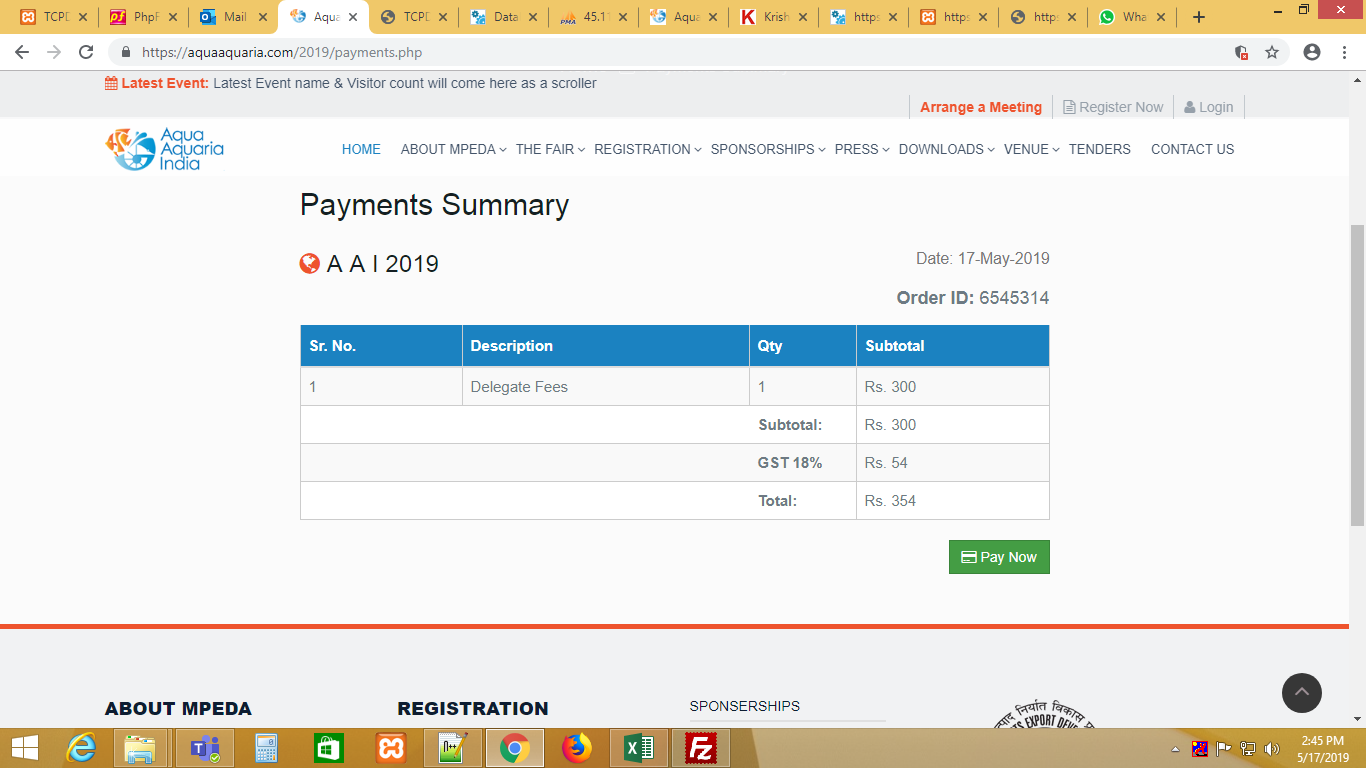 TCPD
PhpF
Mail
Aqua
TCPD
Data
45.11
Aqua
Krish
https
https
https
Wha
https://aquaaquaria.com/2019/payments.php
Latest Event: Latest Event name & Visitor count will come here as a scroller
Arrange a Meeting
Register Now
Login
Aqua
Aquaria
India
HOME ABOUT MPEDA THE FAIR REGISTRATION SPONSORSHIPS PRESS DOWNLOADS VENUE TENDERS CONTACT US
Payments Summary
A A I 2019
Date: 17-May-2019
Order ID: 6545314
Sr. No. Description Qty Subtotal
1 Delegate Fees 1 Rs. 300
Subtotal: Rs. 300
GST 18% Rs. 54
Total: Rs. 354
Pay Now
ABOUT MPEDA
REGISTRATION
SPONSERSHIPS
निर्यात विकास
EXPORT
2:45 PM
5/17/2019